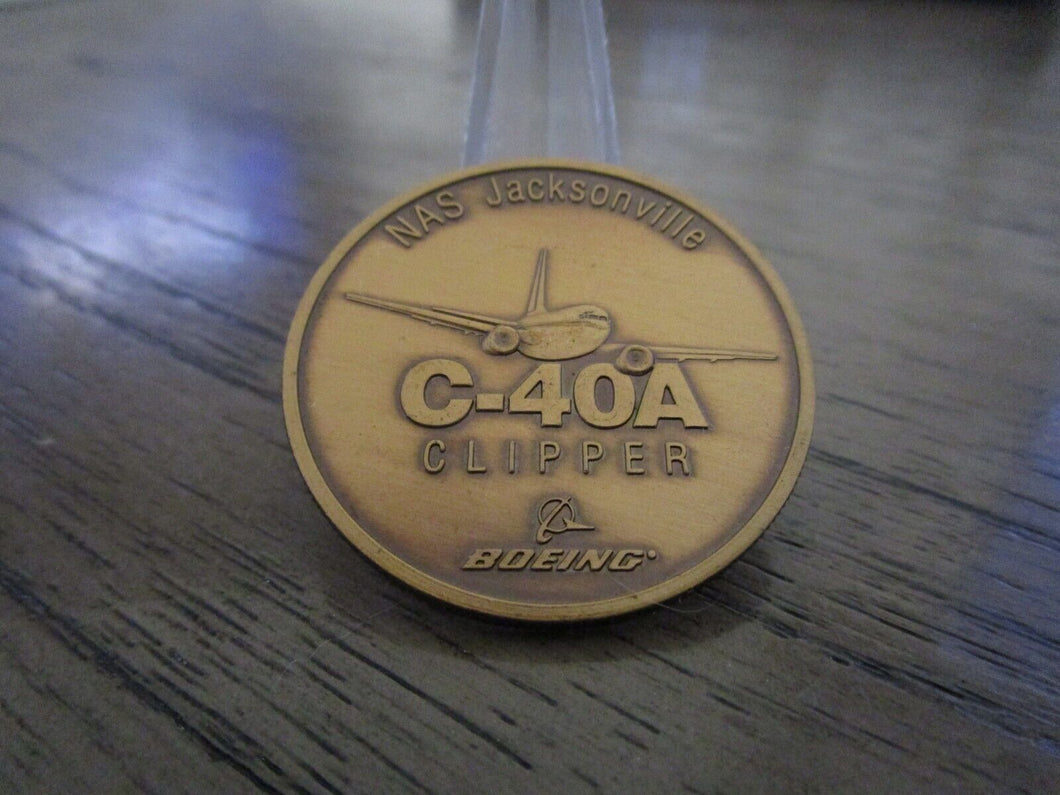 NAS Jacksonville
C-40A
CLIPPER
BOEING